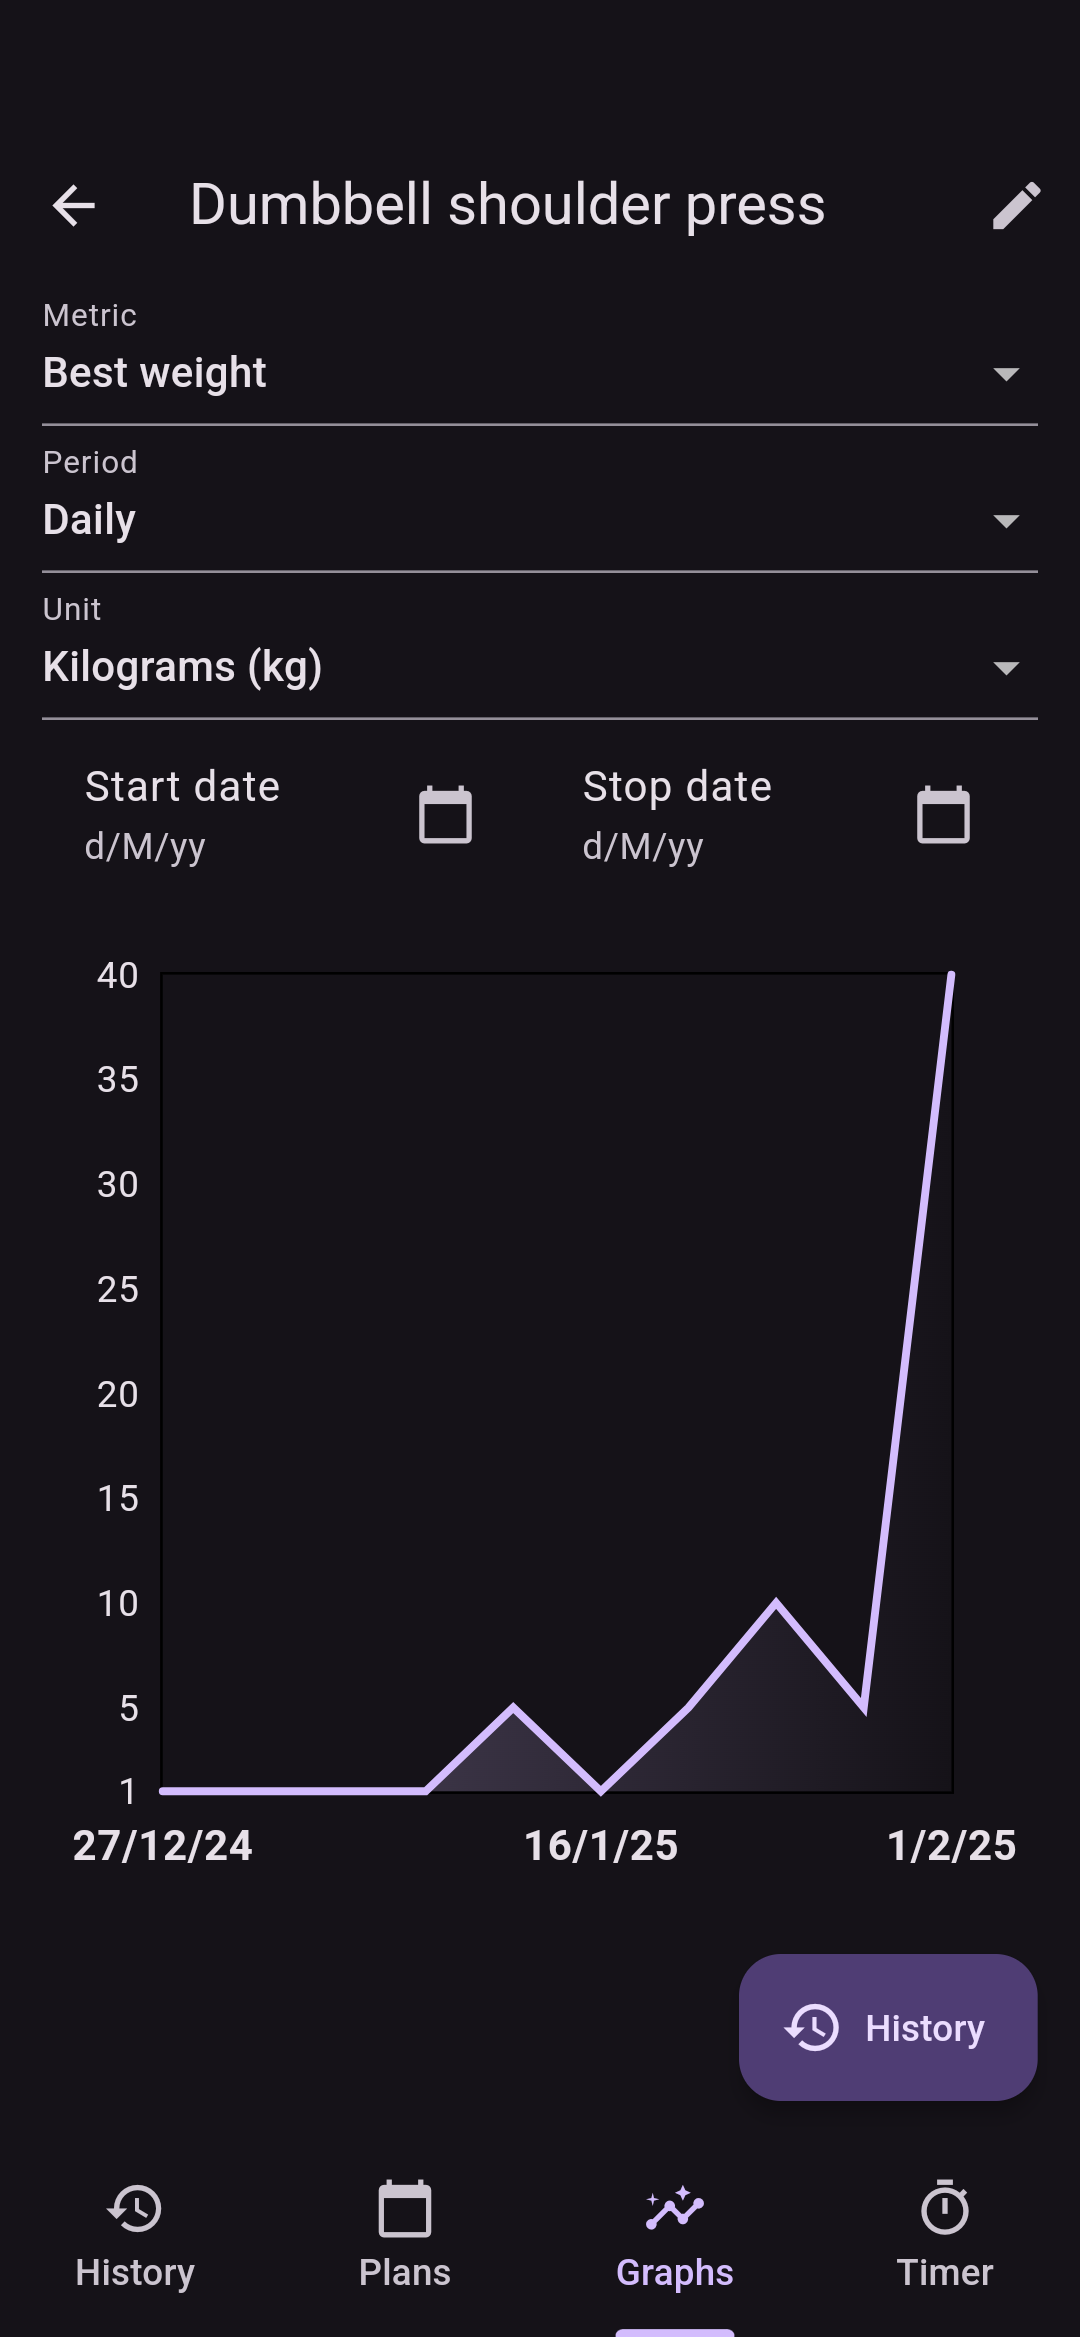 Dumbbell shoulder press
Metric
Best weight
Period
Daily
Unit
Kilograms (kg)
Start date
d/M/yy
Stop date
d/M/yy
40
35
30
25
20
15
10
5
1
27/12/24 16/1/25 1/2/25
History
History Plans Graphs Timer